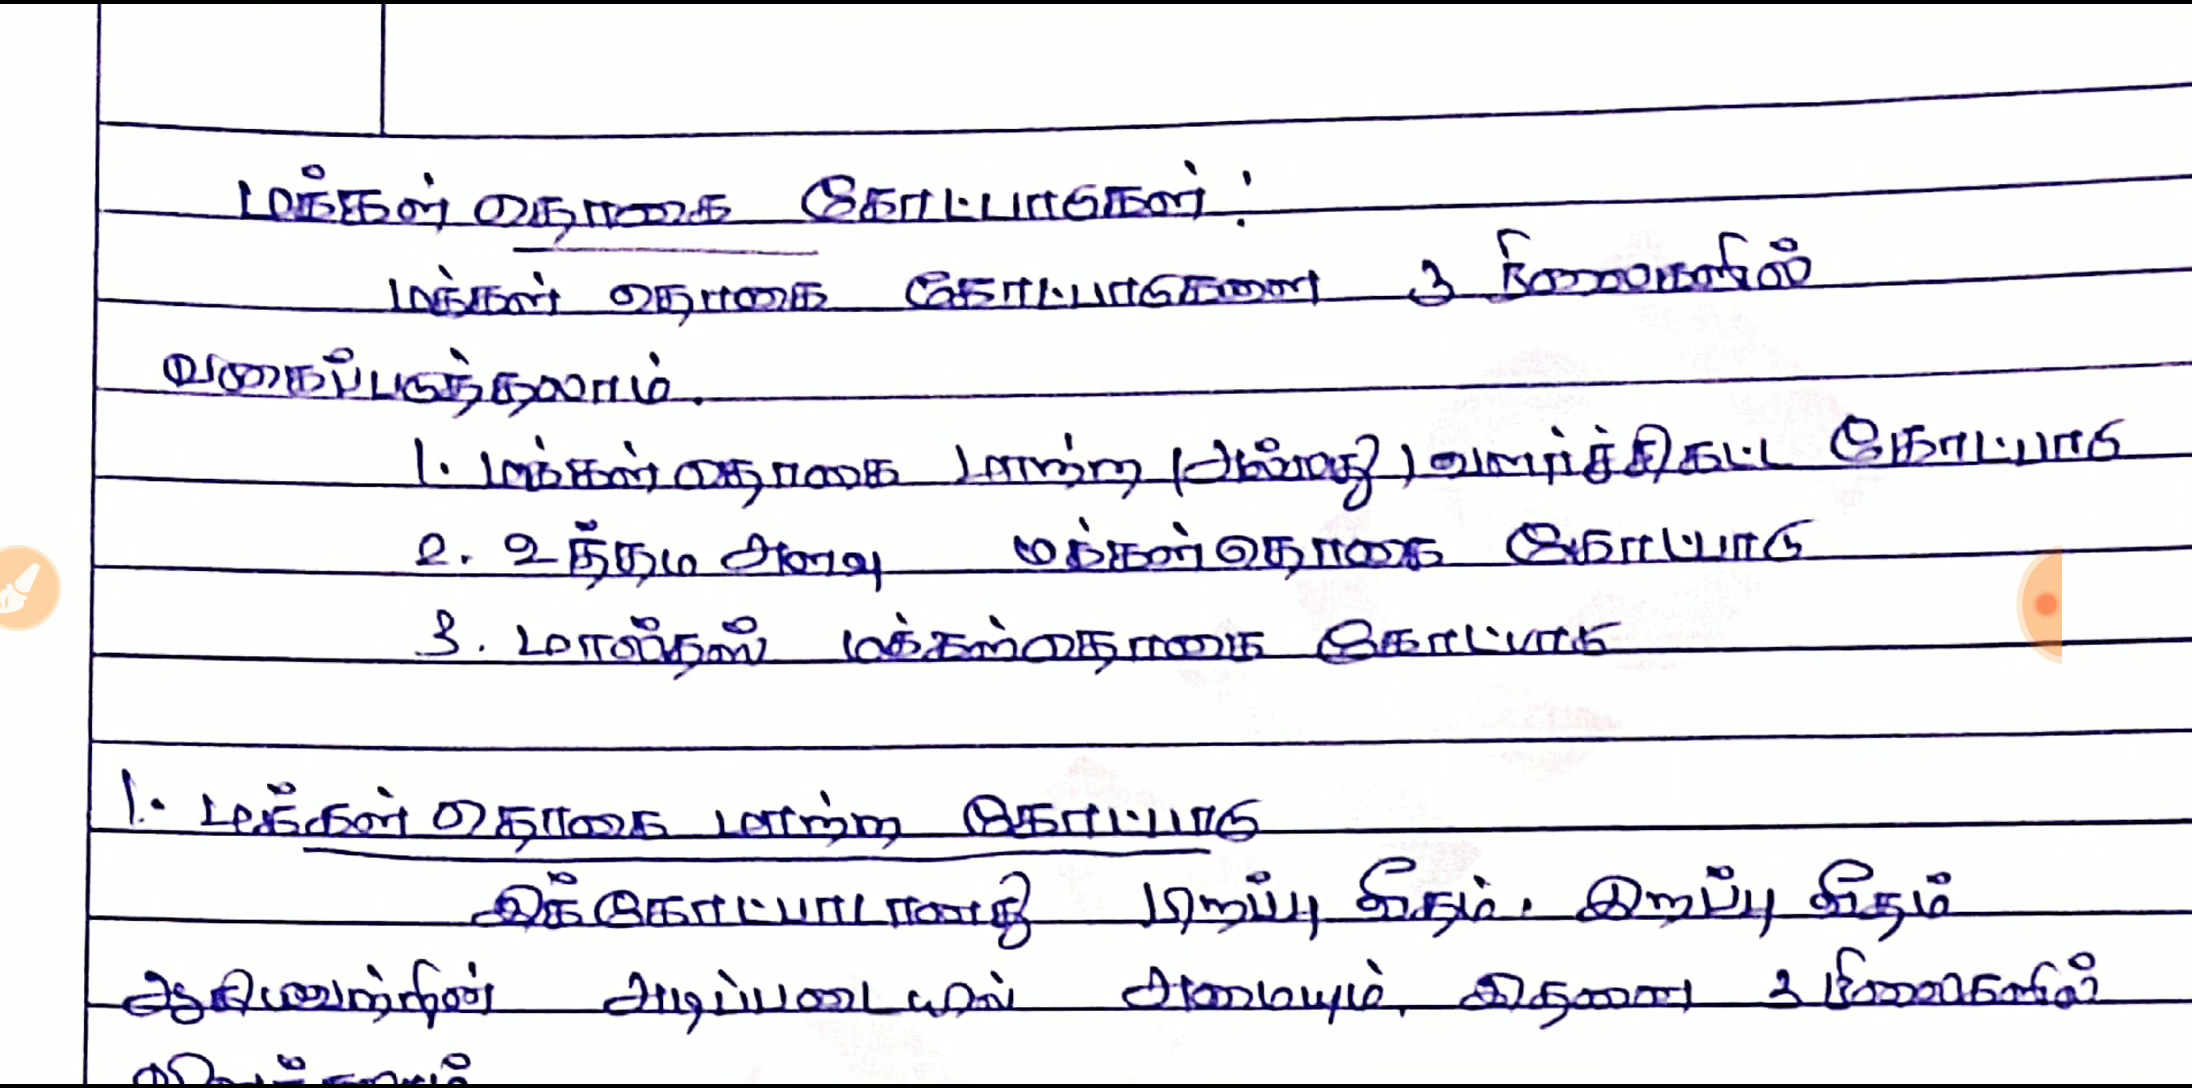 மக்கள் தொகை கோட்பாடுகள் :
மக்கள் தொகை கோட்பாடுகளை 3 நிலைகளில்
வகைப்படுத்தலாம்.
1. மக்கள் தொகை மாற்ற (அல்லது) வளர்ச்சிகட்ட கோட்பாடு
2. உத்தம அளவு மக்கள்தொகை கோட்பாடு
3. மால்தஸ் மக்கள்தொகை கோட்பாடு
1. மக்கள் தொகை மாற்ற கோட்பாடு
இக்கோட்பாடானது பிறப்பு வீதம், இறப்பு வீதம்
ஆகியவற்றின் அடிப்படையில் அமையும். இதனை 3 நிலைகளில்